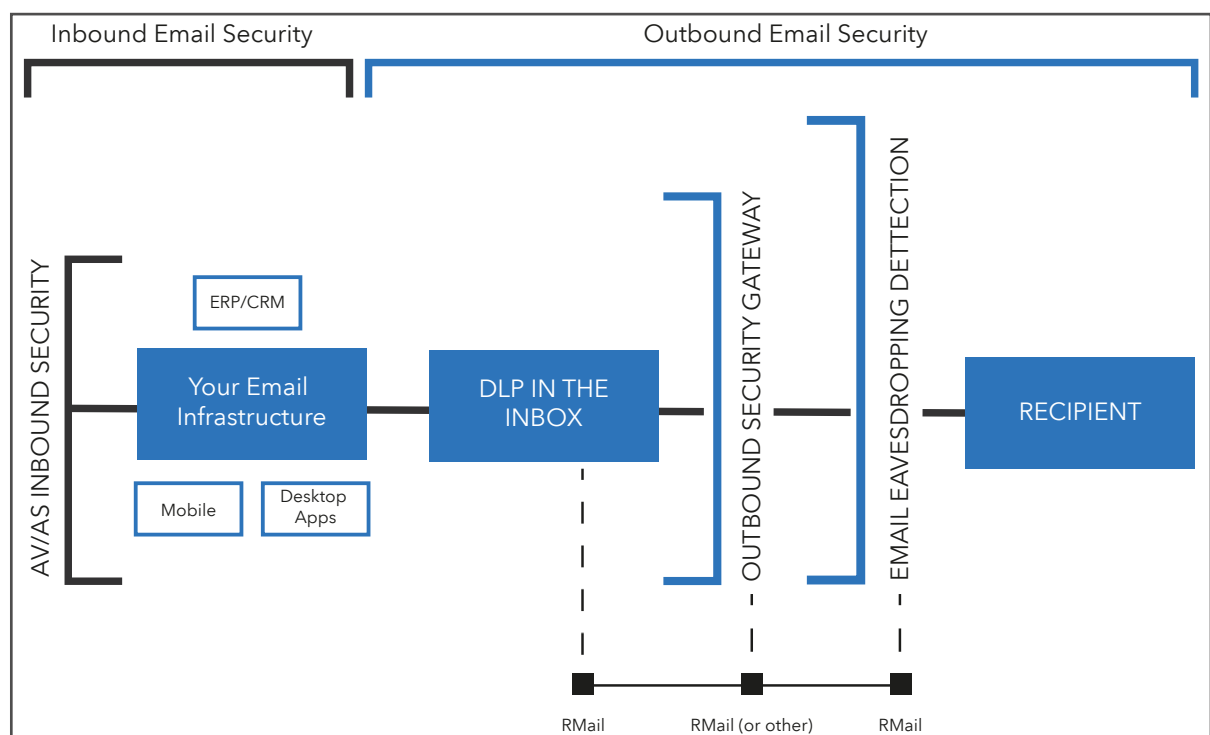 Inbound Email Security
Outbound Email Security
AV/AS INBOUND SECURITY
ERP/CRM
Your Email
Infrastructure
Mobile
Desktop
Apps
DLP IN THE
INBOX
OUTBOUND SECURITY GATEWAY
EMAIL EAVESDROPPING DETTECTION
RECIPIENT
RMail
RMail (or other)
RMail